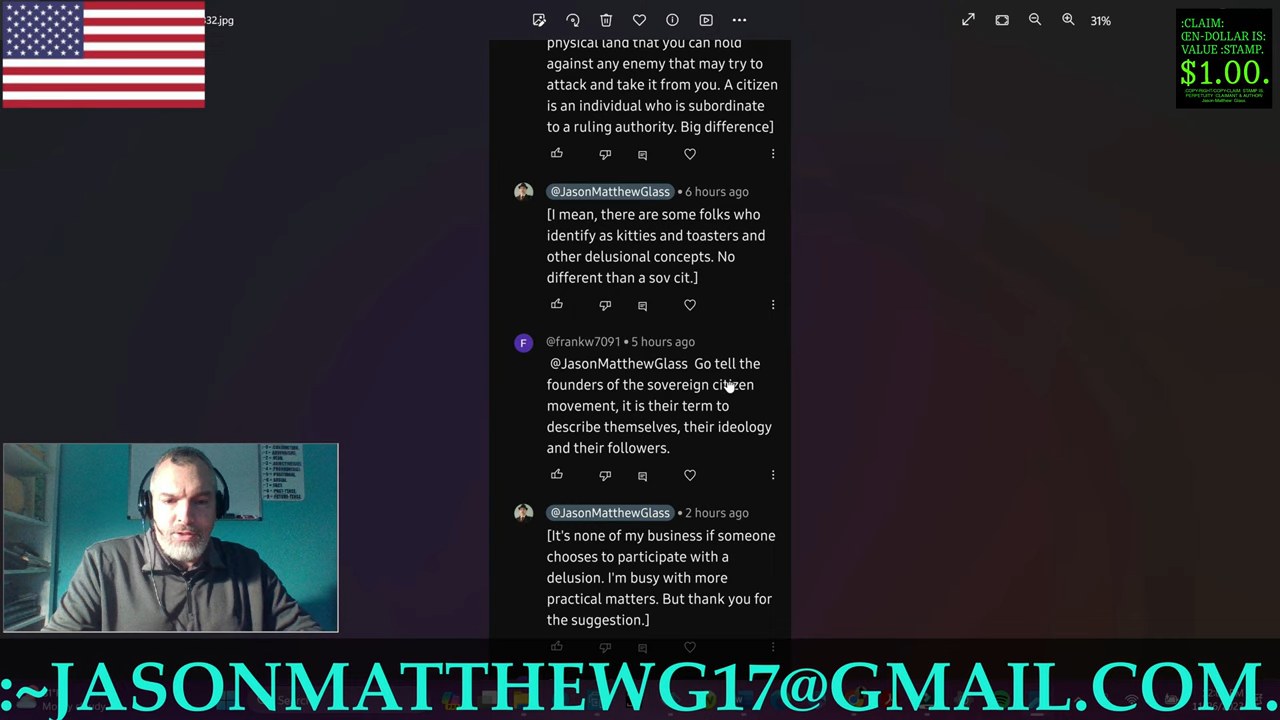 32.jpg
31%
:CLAIM:
VALUE :STAMP.
$1.00.
physical land that you can hold
against any enemy that may try to
attack and take it from you. A citizen
is an individual who is subordinate
to a ruling authority. Big difference]
@JasonMatthewGlass • 6 hours ago
[I mean, there are some folks who
identify as kitties and toasters and
other delusional concepts. No
different than a sov cit.]
F
@frankw7091 • 5 hours ago
@JasonMatthewGlass Go tell the
founders of the sovereign citizen
movement, it is their term to
describe themselves, their ideology
and their followers.
@JasonMatthewGlass • 2 hours ago
[It's none of my business if someone
chooses to participate with a
delusion. I'm busy with more
practical matters. But thank you for
the suggestion.]
:~JASONMATTHEWG17@GMAIL.COM.